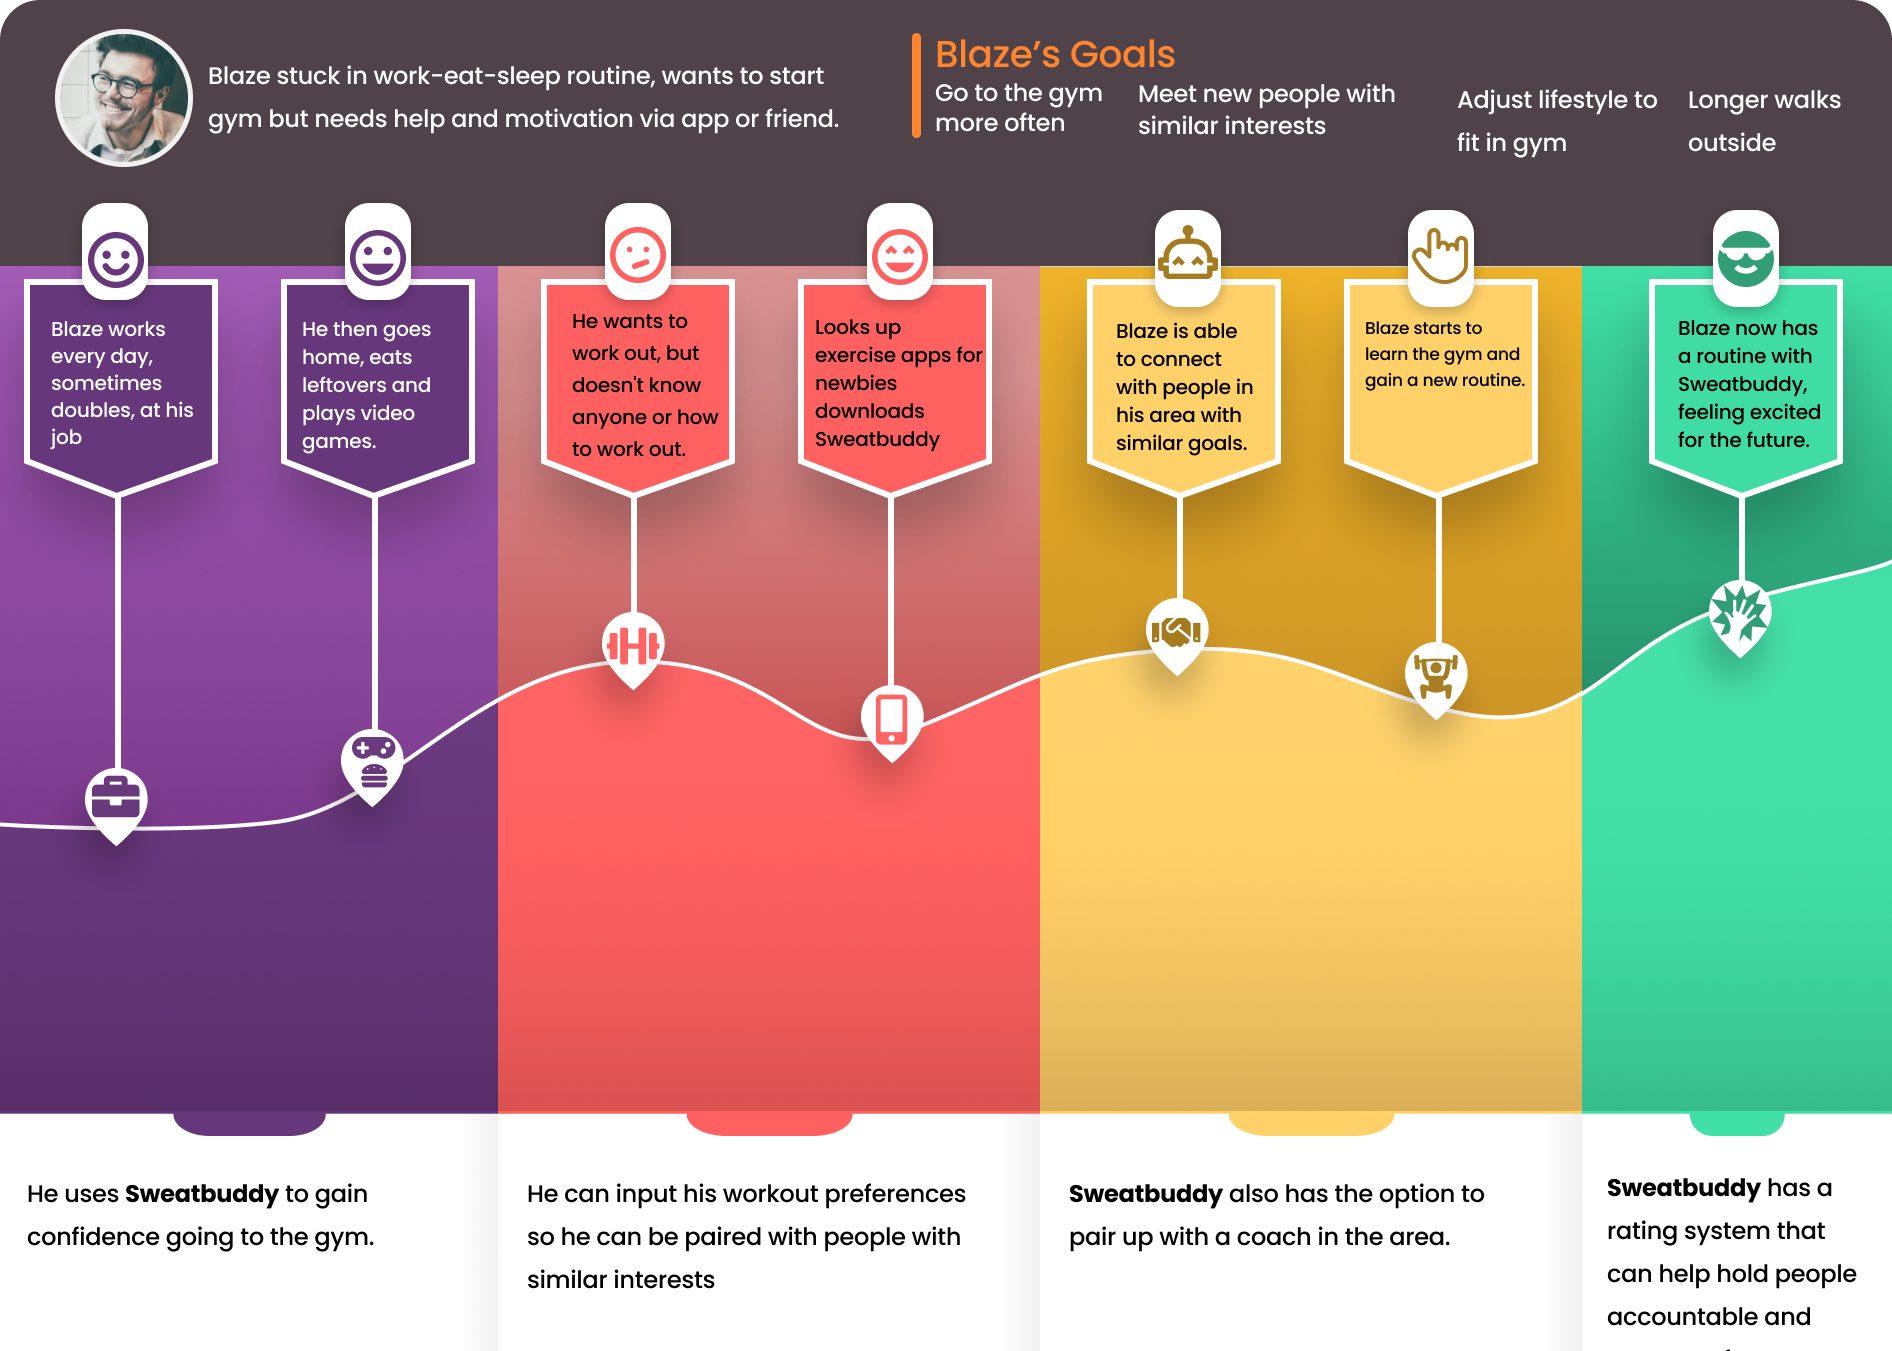 Blaze stuck in work-eat-sleep routine, wants to start
gym but needs help and motivation via app or friend.
Blaze’s Goals
Go to the gym
more often
Meet new people with
similar interests
Adjust lifestyle to
fit in gym
Longer walks
outside
Blaze works
every day,
sometimes
doubles, at his
job
He then goes
home, eats
leftovers and
plays video
games.
He wants to
work out, but
doesn't know
anyone or how
to work out.
Looks up
exercise apps for
newbies
downloads
Sweatbuddy
Blaze is able
to connect
with people in
his area with
similar goals.
Blaze starts to
learn the gym and
gain a new routine.
Blaze now has
a routine with
Sweatbuddy,
feeling excited
for the future.
He uses Sweatbuddy to gain
confidence going to the gym.
He can input his workout preferences
so he can be paired with people with
similar interests
Sweatbuddy also has the option to
pair up with a coach in the area.
Sweatbuddy has a
rating system that
can help hold people
accountable and